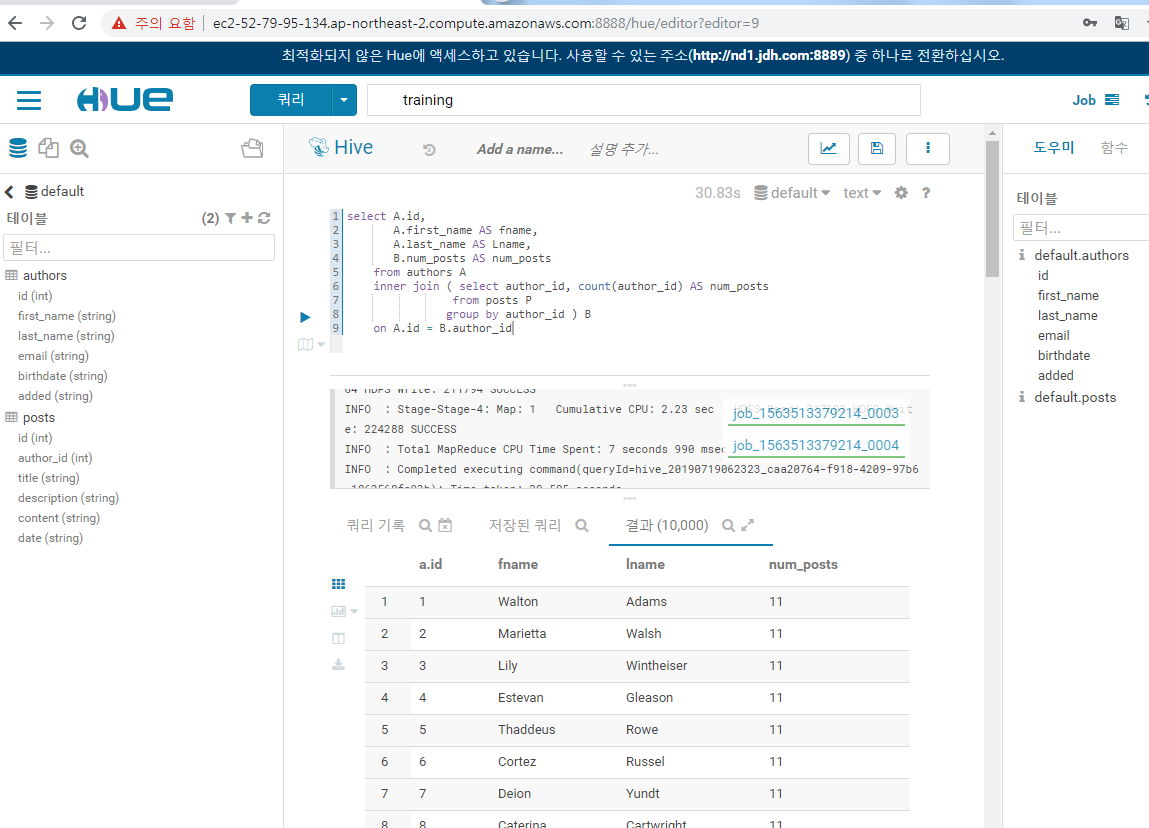 주의 요함 ec2-52-79-95-134.ap-northeast-2.compute.amazonaws.com:8888/hue/editor?editor=9
최적화되지 않은 Hue에 액세스하고 있습니다. 사용할 수 있는 주소(http://nd1.jdh.com:8889) 중 하나로 전환하십시오.
HUE 쿼리 training Job
Hive Add a name... 설명 추가...
도우미 함수
default
테이블 (2)
필터...
authors
id (int)
first_name (string)
last_name (string)
email (string)
birthdate (string)
added (string)
posts
id (int)
author_id (int)
title (string)
description (string)
content (string)
date (string)
30.83s default text ?
1 select A.id,
2 A.first_name AS fname,
3 A.last_name AS Lname,
4 B.num_posts AS num_posts
5 from authors A
6 inner join ( select author_id, count(author_id) AS num_posts
7 from posts P
8 group by author_id ) B
9 on A.id = B.author_id
64 HDFS Write: 211794 SUCCESS
INFO : Stage-Stage-4: Map: 1 Cumulative CPU: 2.23 sec
e: 224288 SUCCESS
INFO : Total MapReduce CPU Time Spent: 7 seconds 990 msec
INFO : Completed executing command(queryId=hive_20190719062323_caa20764-f918-4209-97b6
job_1563513379214_0003
job_1563513379214_0004
쿼리 기록 저장된 쿼리 결과 (10,000)
a.id fname lname num_posts
1 1 Walton Adams 11
2 2 Marietta Walsh 11
3 3 Lily Wintheiser 11
4 4 Estevan Gleason 11
5 5 Thaddeus Rowe 11
6 6 Cortez Russel 11
7 7 Deion Yundt 11
8 8 Caterina Cartwright 11
테이블
필터...
default.authors
id
first_name
last_name
email
birthdate
added
default.posts